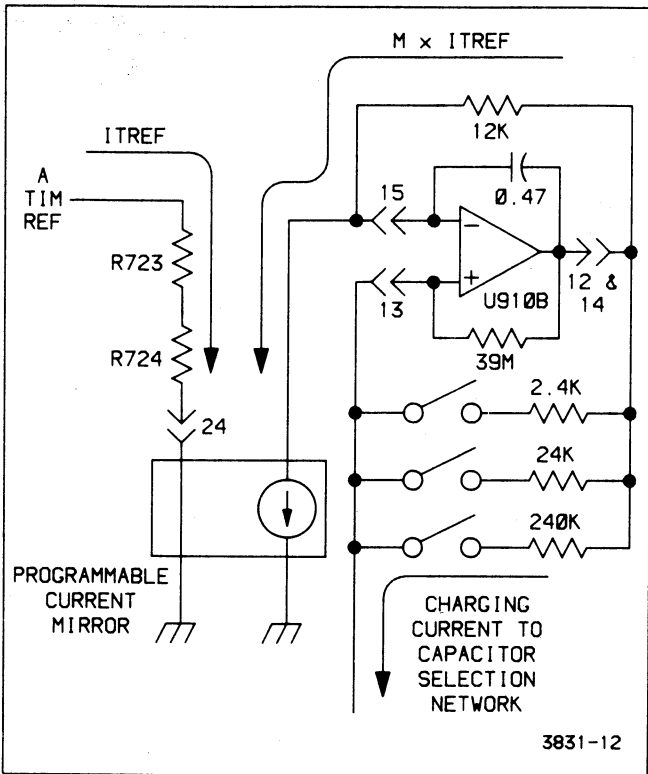 M x ITREF
ITREF
A
TIM
REF
12K
15
0.47
R723
13
U910B
12 &
14
39M
R724
24
2.4K
24K
240K
PROGRAMMABLE
CURRENT
MIRROR
CHARGING
CURRENT TO
CAPACITOR
SELECTION
NETWORK
3831-12